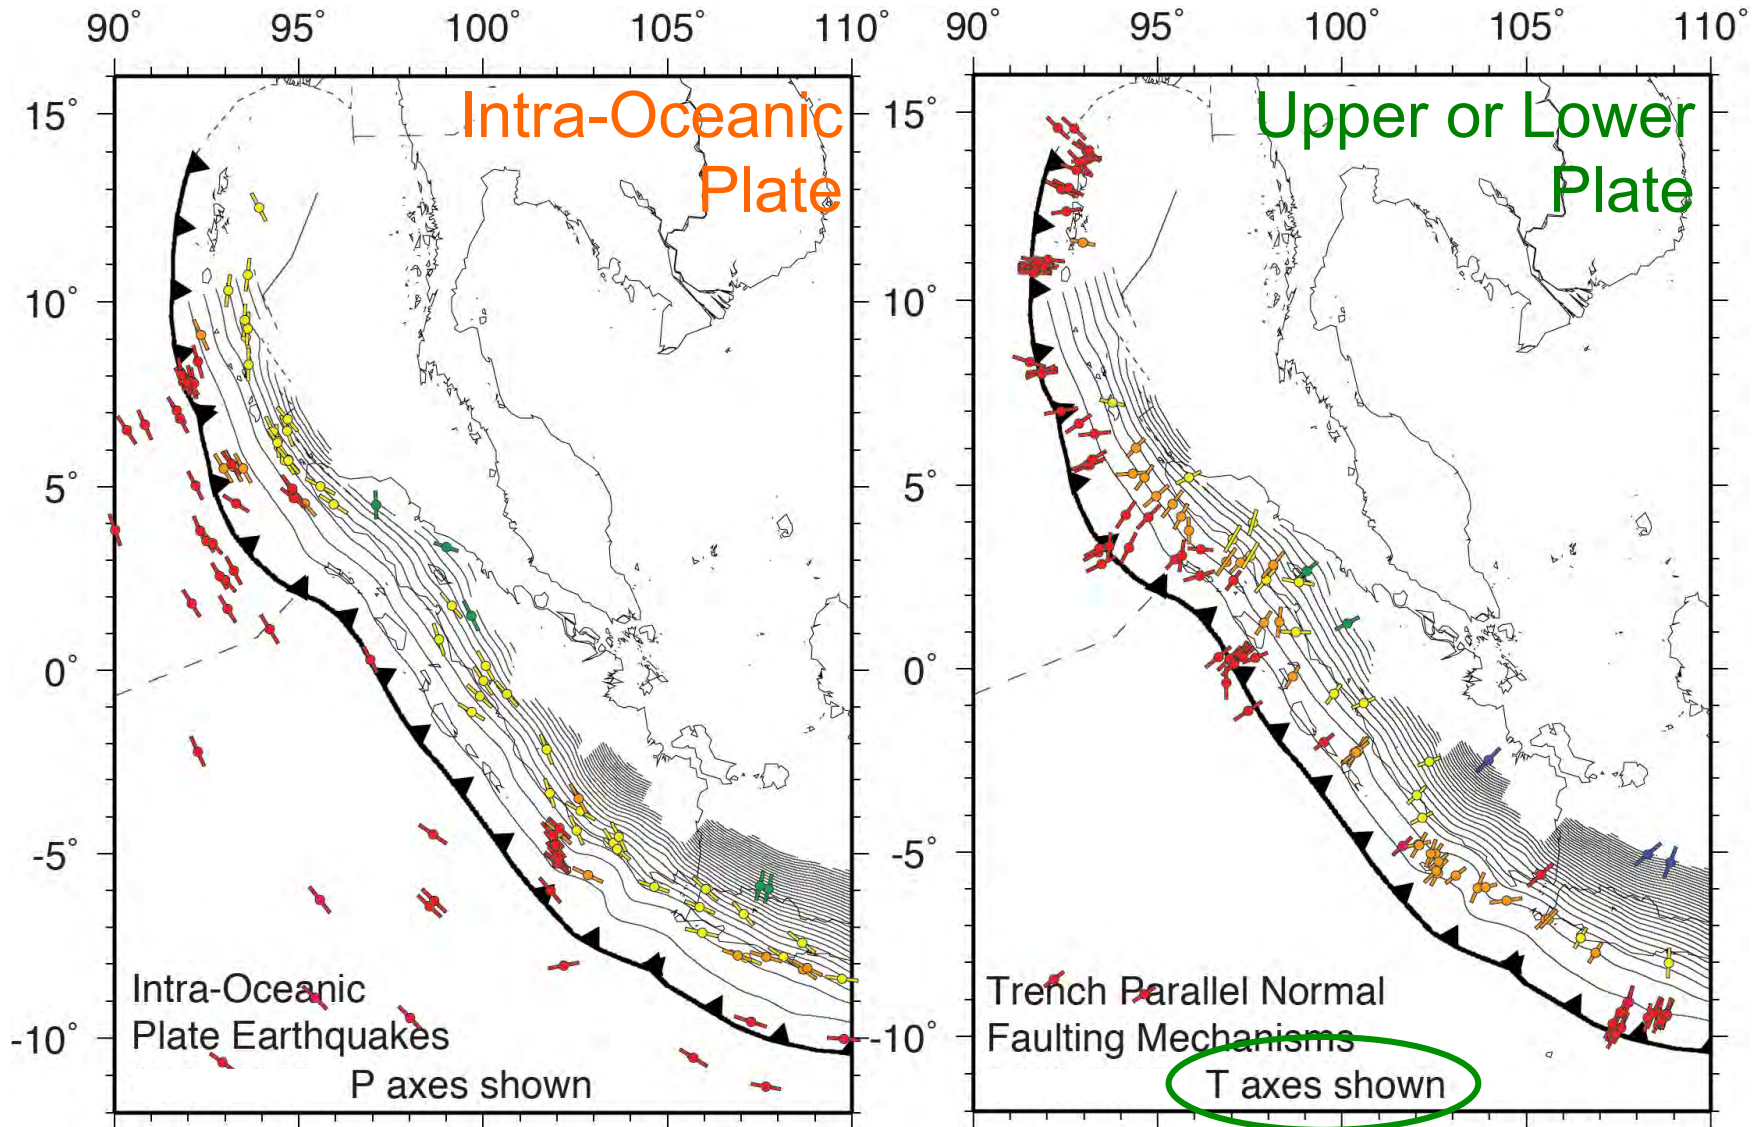 90° 95° 100° 105° 110°
15°
10°
5°
0°
-5°
-10°
Intra-Oceanic
Plate
Intra-Oceanic
Plate Earthquakes
P axes shown
90° 95° 100° 105° 110°
15°
10°
5°
0°
-5°
-10°
Upper or Lower
Plate
Trench Parallel Normal
Faulting Mechanisms
T axes shown